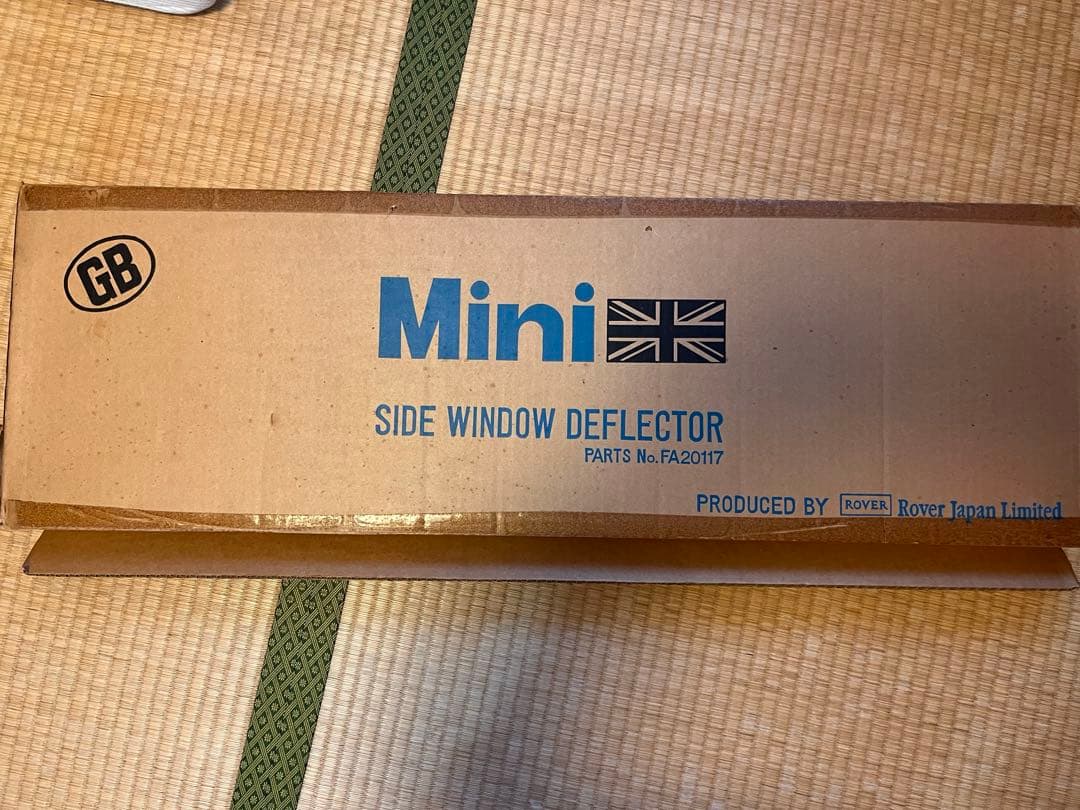 GB
Mini
SIDE WINDOW DEFLECTOR
PARTS No. FA20117
PRODUCED BY ROVER Rover Japan Limited